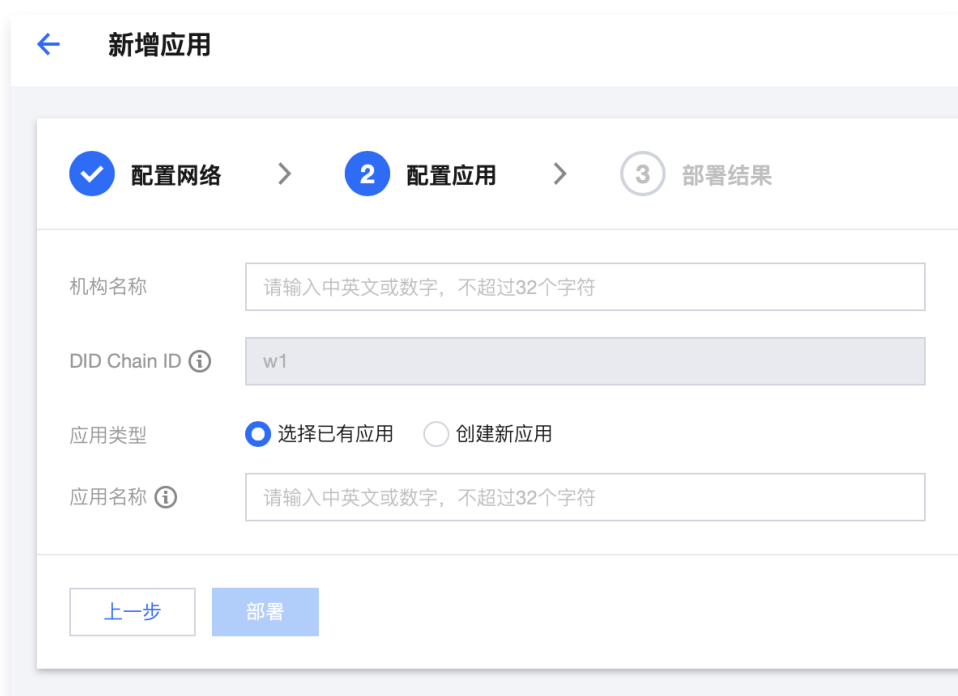 新增应用
配置网络 2 配置应用 3 部署结果
机构名称 请输入中英文或数字，不超过32个字符
DID Chain ID w1
应用类型 选择已有应用 创建新应用
应用名称 请输入中英文或数字，不超过32个字符
上一步 部署